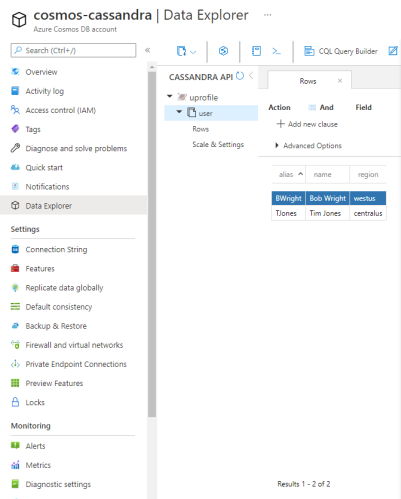 cosmos-cassandra | Data Explorer ...
Azure Cosmos DB account
Search (Ctrl+/)
«
Overview
Activity log
Access control (IAM)
Tags
Diagnose and solve problems
Quick start
Notifications
Data Explorer
Settings
Connection String
Features
Replicate data globally
Default consistency
Backup & Restore
Firewall and virtual networks
Private Endpoint Connections
Preview Features
Locks
Monitoring
Alerts
Metrics
Diagnostic settings
CQL Query Builder
CASSANDRA API
uprofile
user
Rows
Scale & Settings
Rows
Action And Field
Add new clause
Advanced Options
alias name region
BWright Bob Wright westus
TJones Tim Jones centralus
Results 1 - 2 of 2